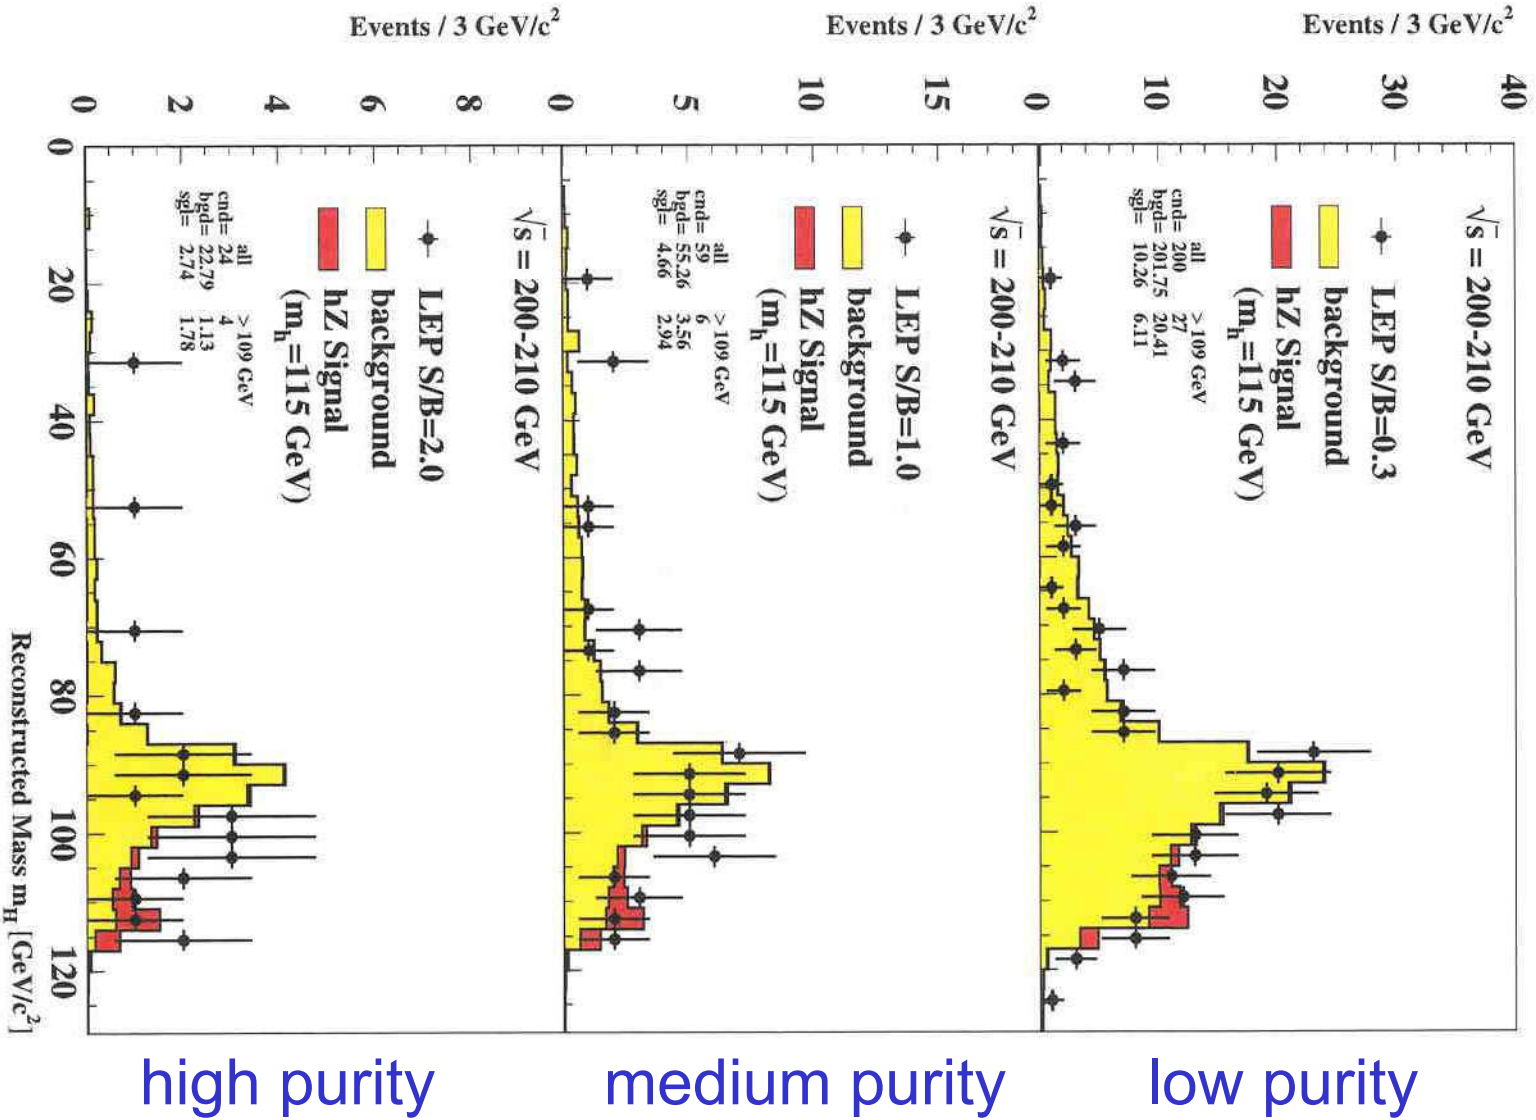 Events / 3 GeV/c²
Events / 3 GeV/c²
Events / 3 GeV/c²
0 2 4 6 8
0 5 10 15
0 10 20 30 40
√s = 200-210 GeV
LEP S/B=0.3
background
hZ Signal
(m_h=115 GeV)
all > 109 GeV
cnd= 200 27
bgd= 201.75 20.41
sgl= 10.26 6.11
√s = 200-210 GeV
LEP S/B=1.0
background
hZ Signal
(m_h=115 GeV)
all > 109 GeV
cnd= 59 6
bgd= 55.26 3.56
sgl= 4.66 2.94
√s = 200-210 GeV
LEP S/B=2.0
background
hZ Signal
(m_h=115 GeV)
all > 109 GeV
cnd= 24 4
bgd= 22.79 1.13
sgl= 2.74 1.78
0 20 40 60 80 100 120
Reconstructed Mass m_H [GeV/c²]
high purity
medium purity
low purity